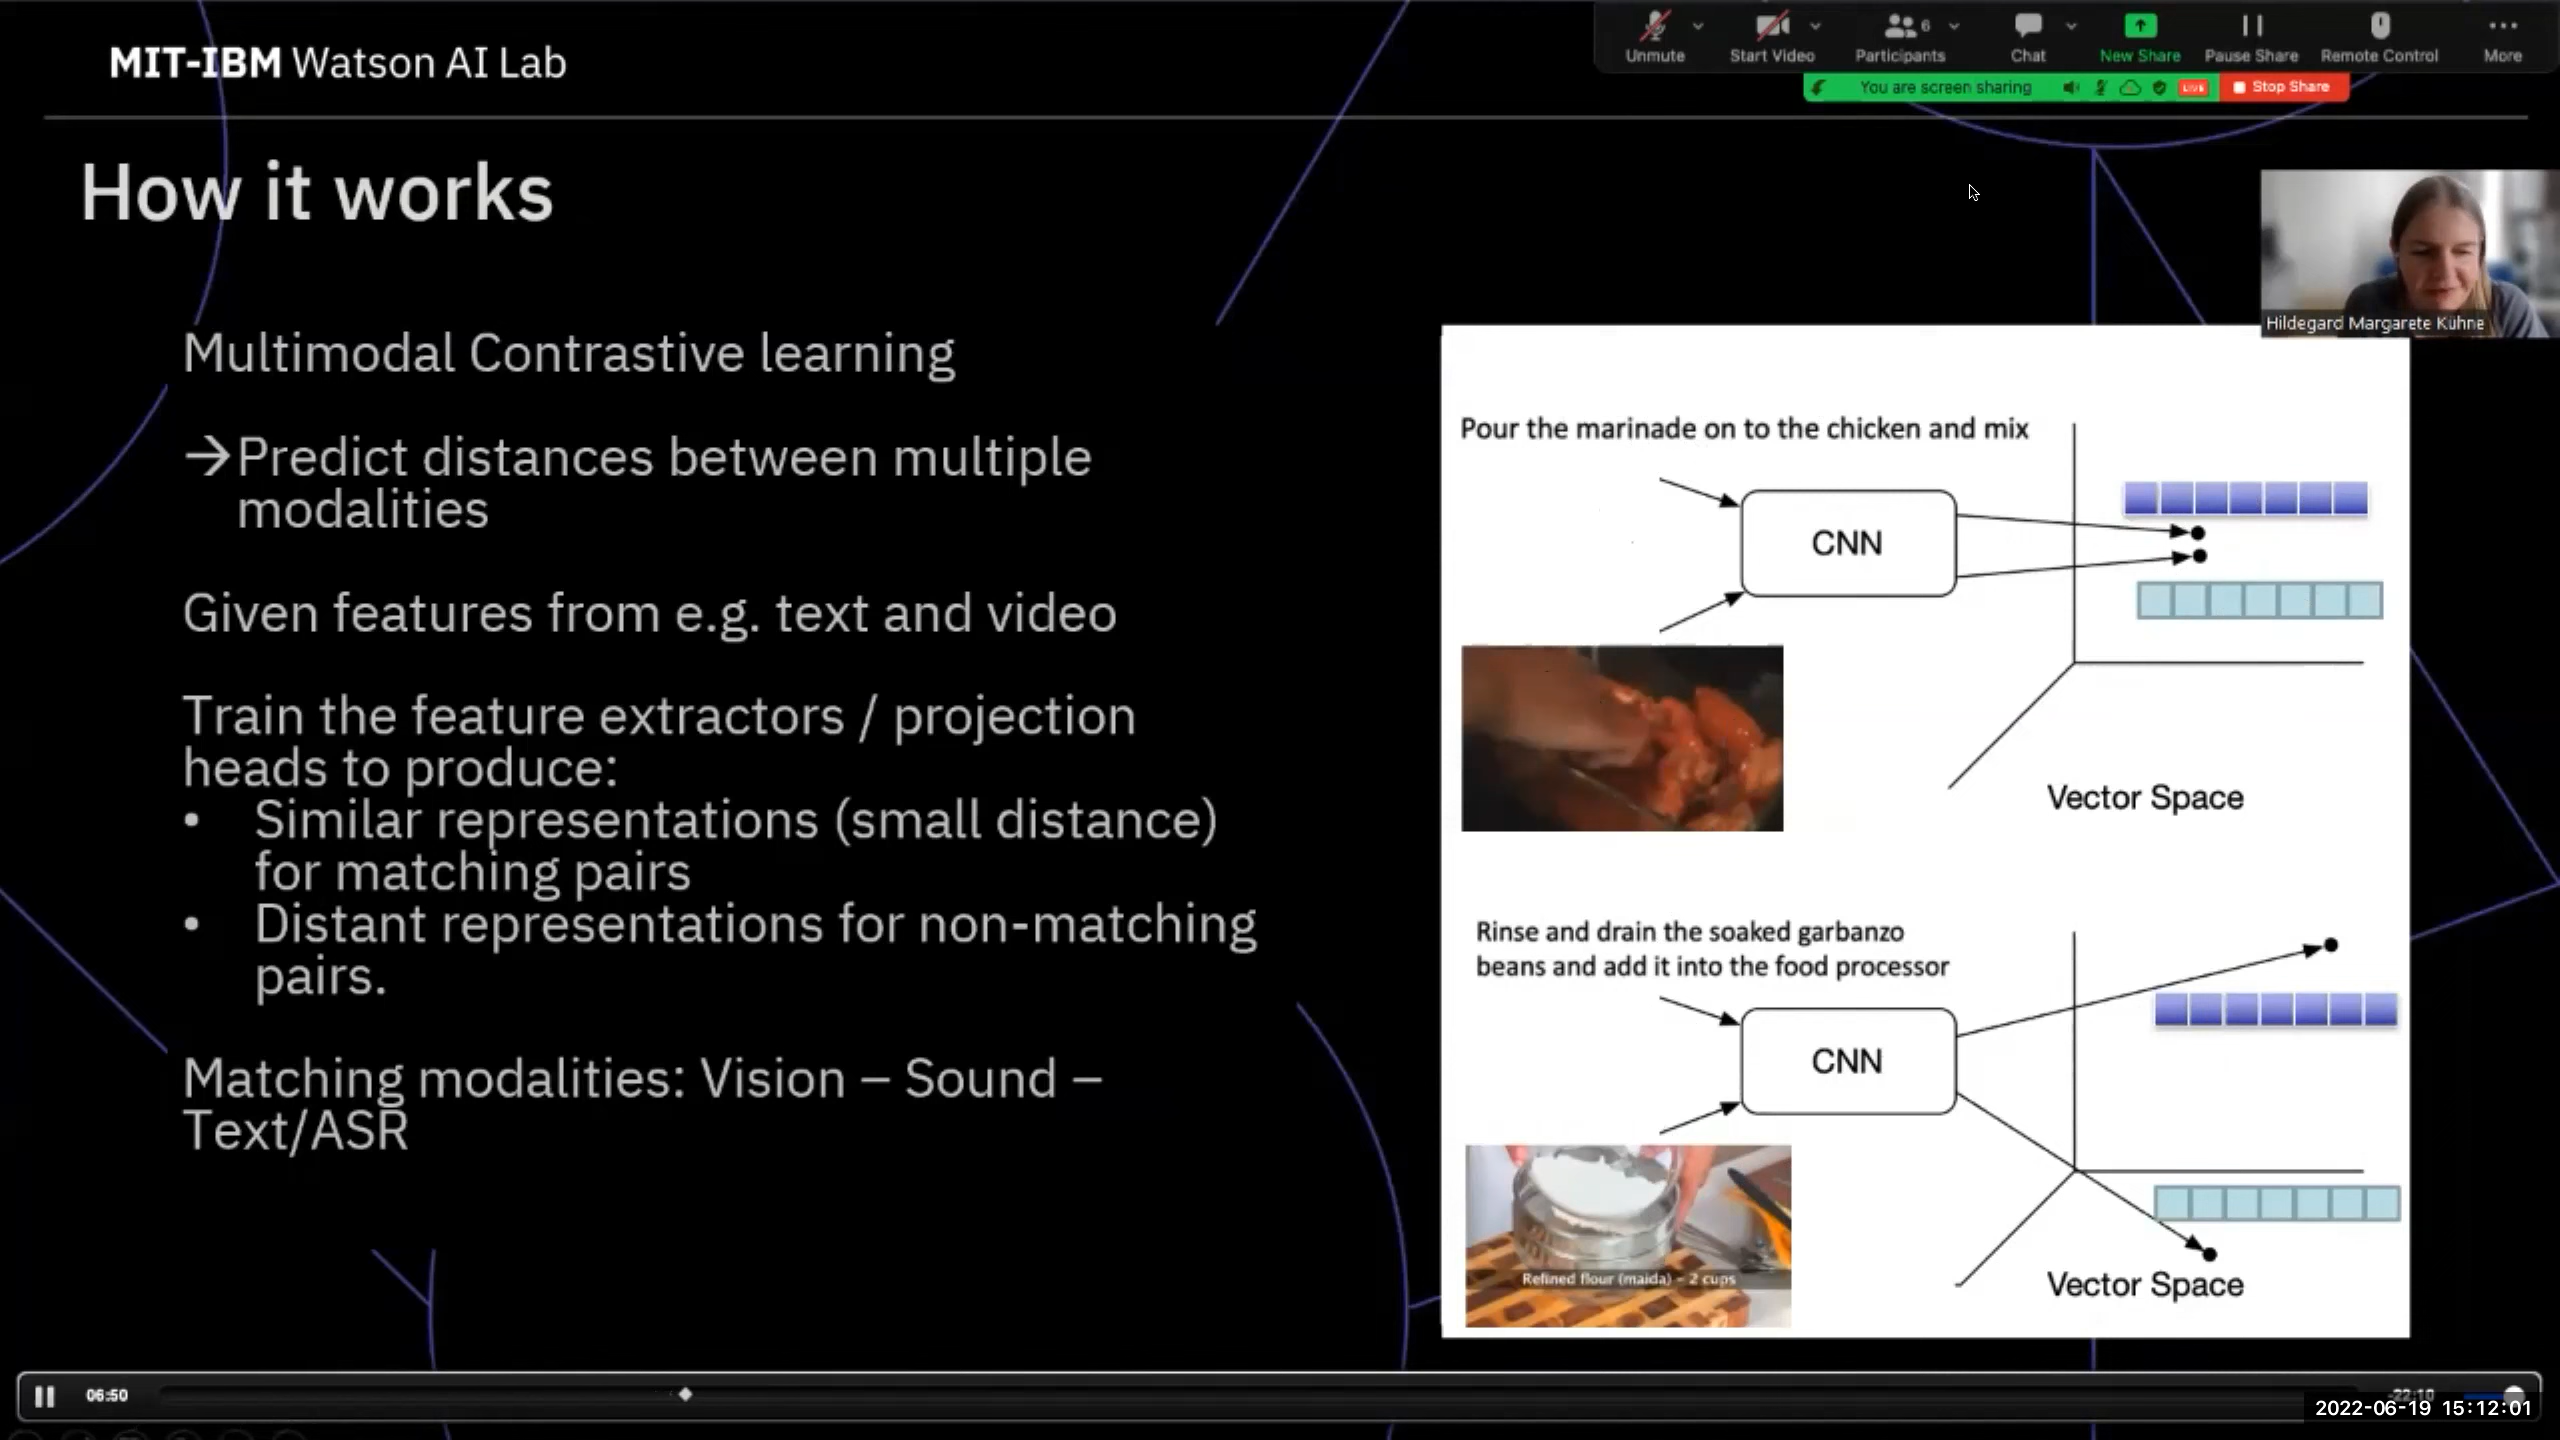 MIT-IBM Watson AI Lab
Unmute
Start Video
6
Participants
Chat
New Share
Pause Share
Remote Control
More
You are screen sharing
LIVE
Stop Share
How it works
Hildegard Margarete Kühne
Multimodal Contrastive learning
→Predict distances between multiple
modalities
Given features from e.g. text and video
Train the feature extractors / projection
heads to produce:
• Similar representations (small distance)
for matching pairs
• Distant representations for non-matching
pairs.
Matching modalities: Vision – Sound –
Text/ASR
Pour the marinade on to the chicken and mix
CNN
Vector Space
Rinse and drain the soaked garbanzo
beans and add it into the food processor
CNN
Refined flour (maida) - 2 cups
Vector Space
06:50
-22:10
2022-06-19 15:12:01